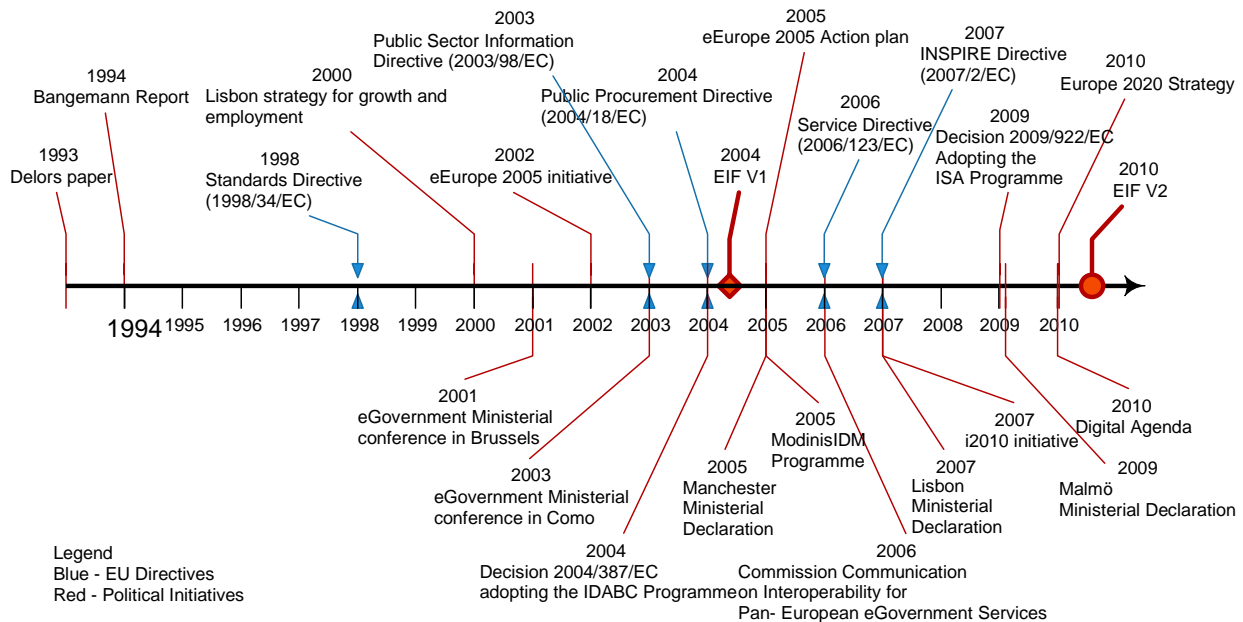 2003
Public Sector Information
Directive (2003/98/EC)
2005
eEurope 2005 Action plan
2007
INSPIRE Directive
(2007/2/EC)
1994
Bangemann Report
2000
Lisbon strategy for growth and
employment
2004
Public Procurement Directive
(2004/18/EC)
2006
Service Directive
(2006/123/EC)
2010
Europe 2020 Strategy
2009
Decision 2009/922/EC
Adopting the
ISA Programme
1993
Delors paper
1998
Standards Directive
(1998/34/EC)
2002
eEurope 2005 initiative
2004
EIF V1
2010
EIF V2
1994
1995
1996
1997
1998
1999
2000
2001
2002
2003
2004
2005
2006
2007
2008
2009
2010
2001
eGovernment Ministerial
conference in Brussels
2003
eGovernment Ministerial
conference in Como
2004
Decision 2004/387/EC
adopting the IDABC Programme
2005
Manchester
Ministerial
Declaration
2005
ModinisIDM
Programme
2006
Commission Communication
on Interoperability for
Pan- European eGovernment Services
2007
Lisbon
Ministerial
Declaration
2007
i2010 initiative
2010
Digital Agenda
2009
Malmö
Ministerial Declaration
Legend
Blue - EU Directives
Red - Political Initiatives